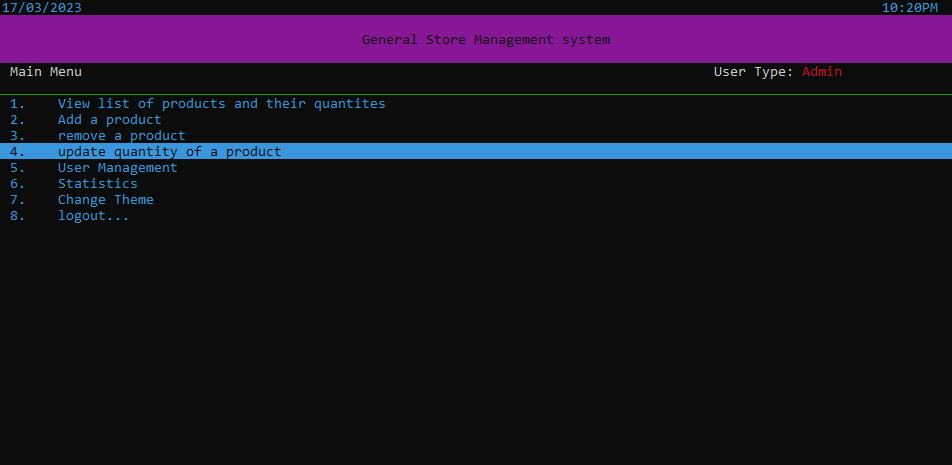 17/03/2023 10:20PM
General Store Management system
Main Menu User Type: Admin
1. View list of products and their quantites
2. Add a product
3. remove a product
4. update quantity of a product
5. User Management
6. Statistics
7. Change Theme
8. logout...